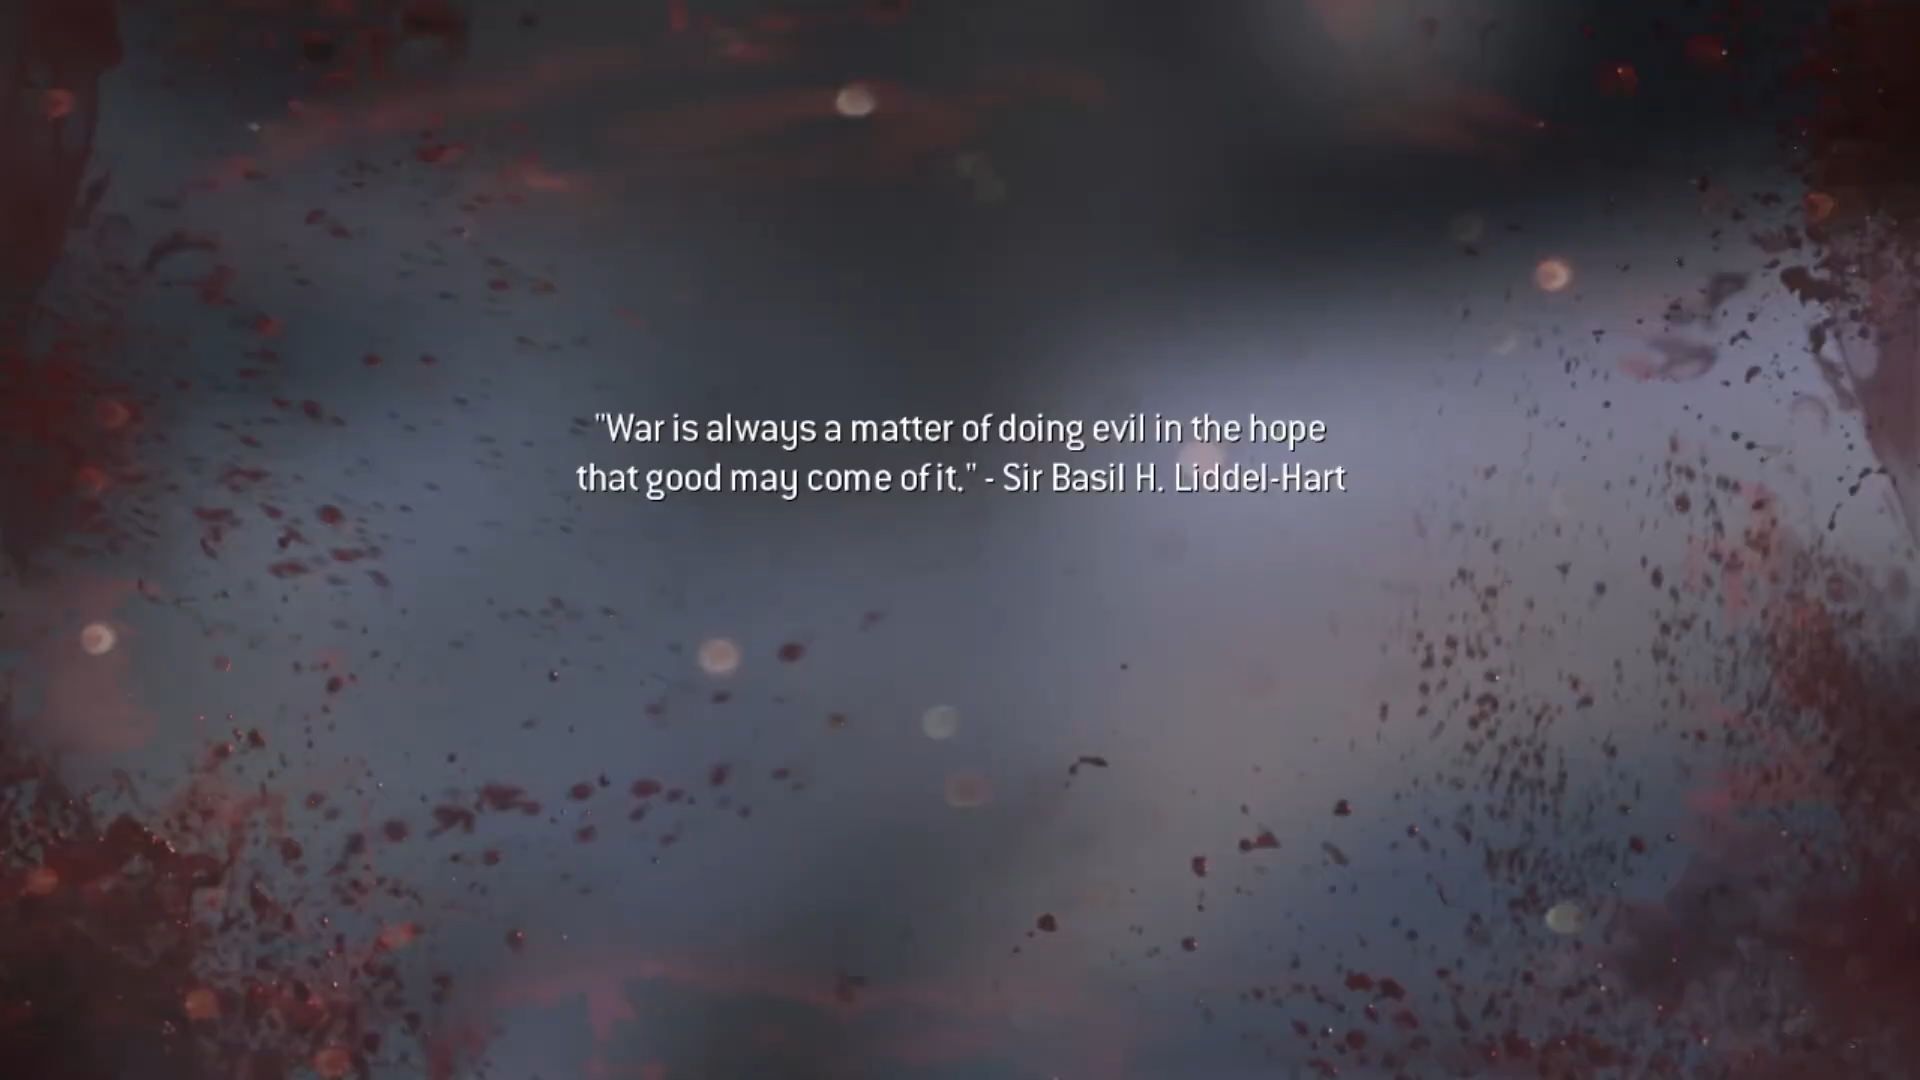 "War is always a matter of doing evil in the hope
that good may come of it." - Sir Basil H. Liddel-Hart